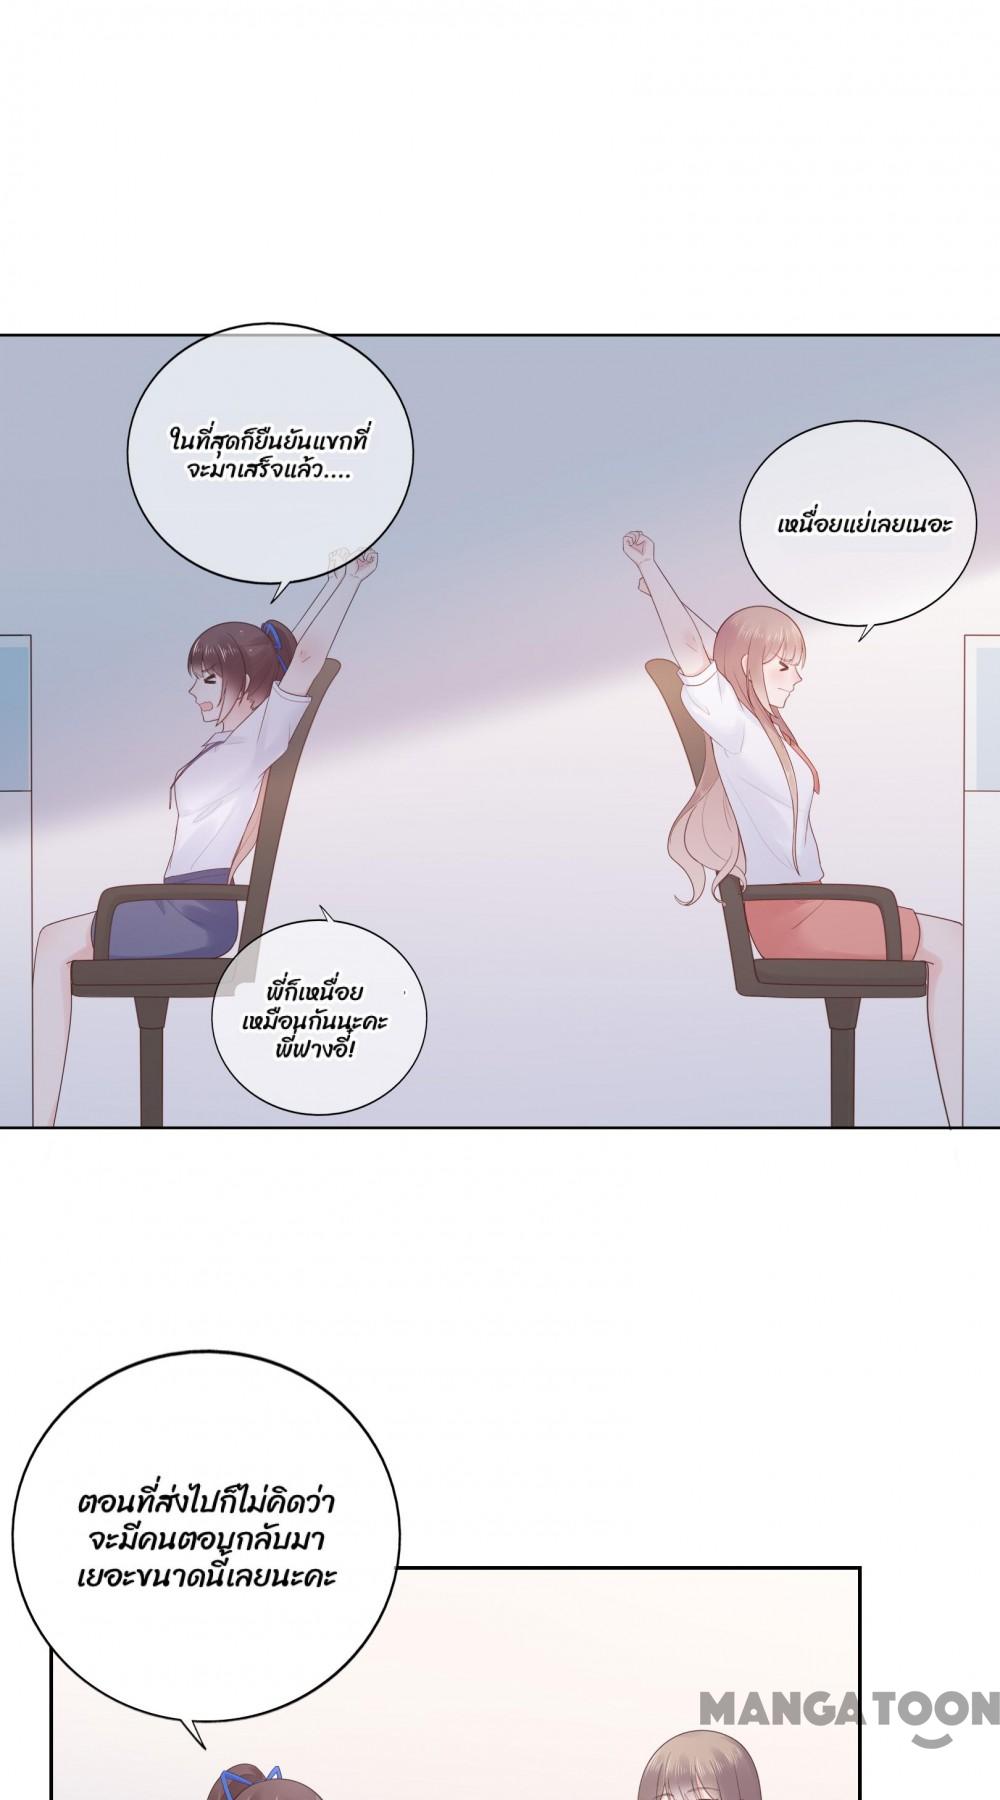 ในที่สุดก็ยืนยันแขกที่
จะมาเสร็จแล้ว....
เหนื่อยแย่เลยเนอะ
พี่ก็เหนื่อย
เหมือนกันนะคะ
พี่ฟางอี๋!
ตอนที่ส่งไปก็ไม่คิดว่า
จะมีคนตอบกลับมา
เยอะขนาดนี้เลยนะคะ
MANGATOON